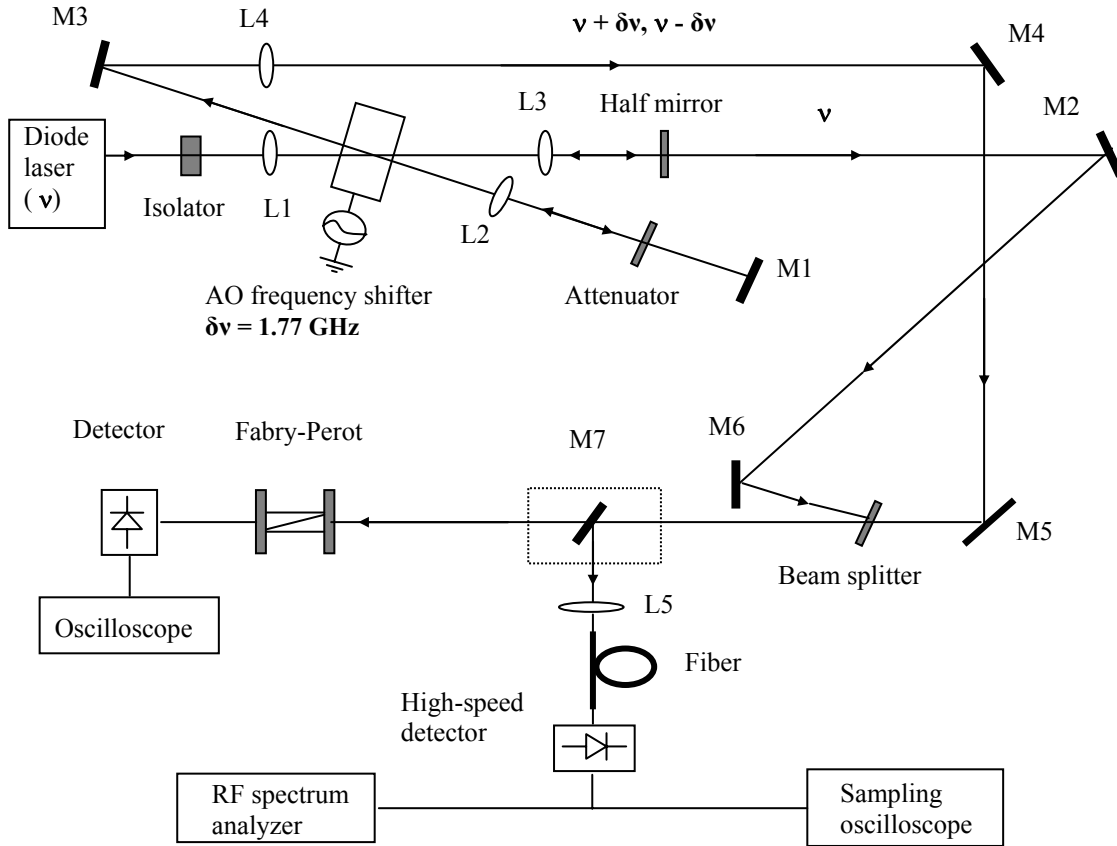 M3
L4
ν + δν, ν - δν
M4
L3
Half mirror
ν
M2
Diode
laser
( ν)
Isolator
L1
L2
M1
AO frequency shifter
δν = 1.77 GHz
Attenuator
Detector
Fabry-Perot
M7
M6
M5
Beam splitter
Oscilloscope
L5
Fiber
High-speed
detector
RF spectrum
analyzer
Sampling
oscilloscope